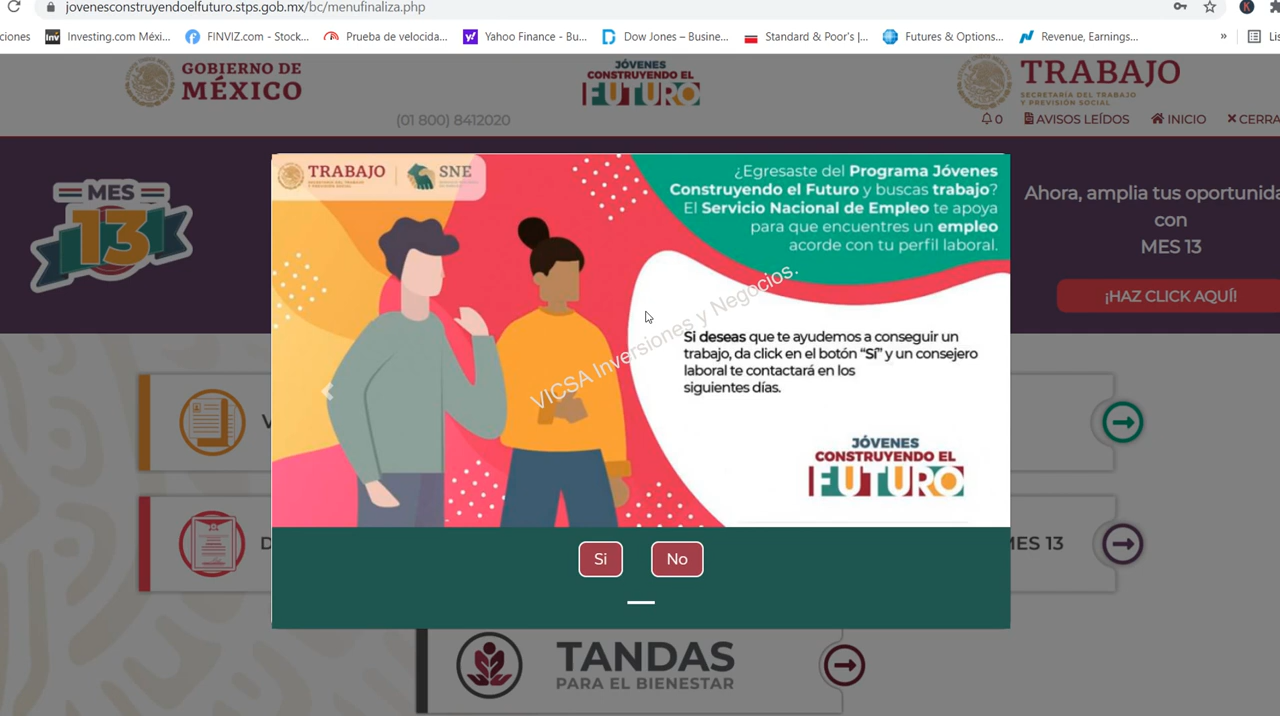 jovenesconstruyendoelfuturo.stps.gob.mx/bc/menufinaliza.php
ciones
Investing.com Méxi...
FINVIZ.com - Stock...
Prueba de velocida...
Yahoo Finance - Bu...
Dow Jones – Busine...
Standard & Poor's |...
Futures & Options...
Revenue, Earnings...
»
Lis
GOBIERNO DE
MÉXICO
JÓVENES
CONSTRUYENDO EL
FUTURO
TRABAJO
SECRETARÍA DEL TRABAJO
Y PREVISIÓN SOCIAL
(01 800) 8412020
0
AVISOS LEÍDOS
INICIO
CERRA
MES
13
Ahora, amplia tus oportunida
con
MES 13
¡HAZ CLICK AQUÍ!
TRABAJO
SNE
¿Egresaste del Programa Jóvenes
Construyendo el Futuro y buscas trabajo?
El Servicio Nacional de Empleo te apoya
para que encuentres un empleo
acorde con tu perfil laboral.
VICSA Inversiones y Negocios.
Si deseas que te ayudemos a conseguir un
trabajo, da click en el botón “Sí” y un consejero
laboral te contactará en los
siguientes días.
JÓVENES
CONSTRUYENDO EL
FUTURO
Si
No
V
D
MES 13
TANDAS
PARA EL BIENESTAR